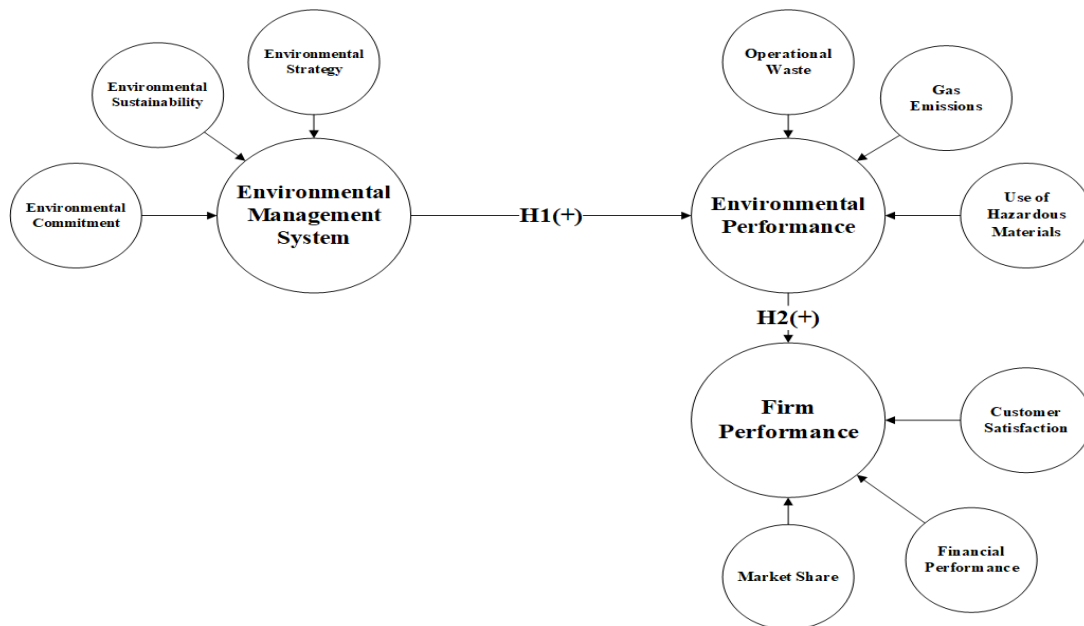 Environmental
Strategy
Environmental
Sustainability
Environmental
Commitment
Environmental
Management
System
H1(+)
Operational
Waste
Gas
Emissions
Environmental
Performance
Use of
Hazardous
Materials
H2(+)
Firm
Performance
Customer
Satisfaction
Financial
Performance
Market Share